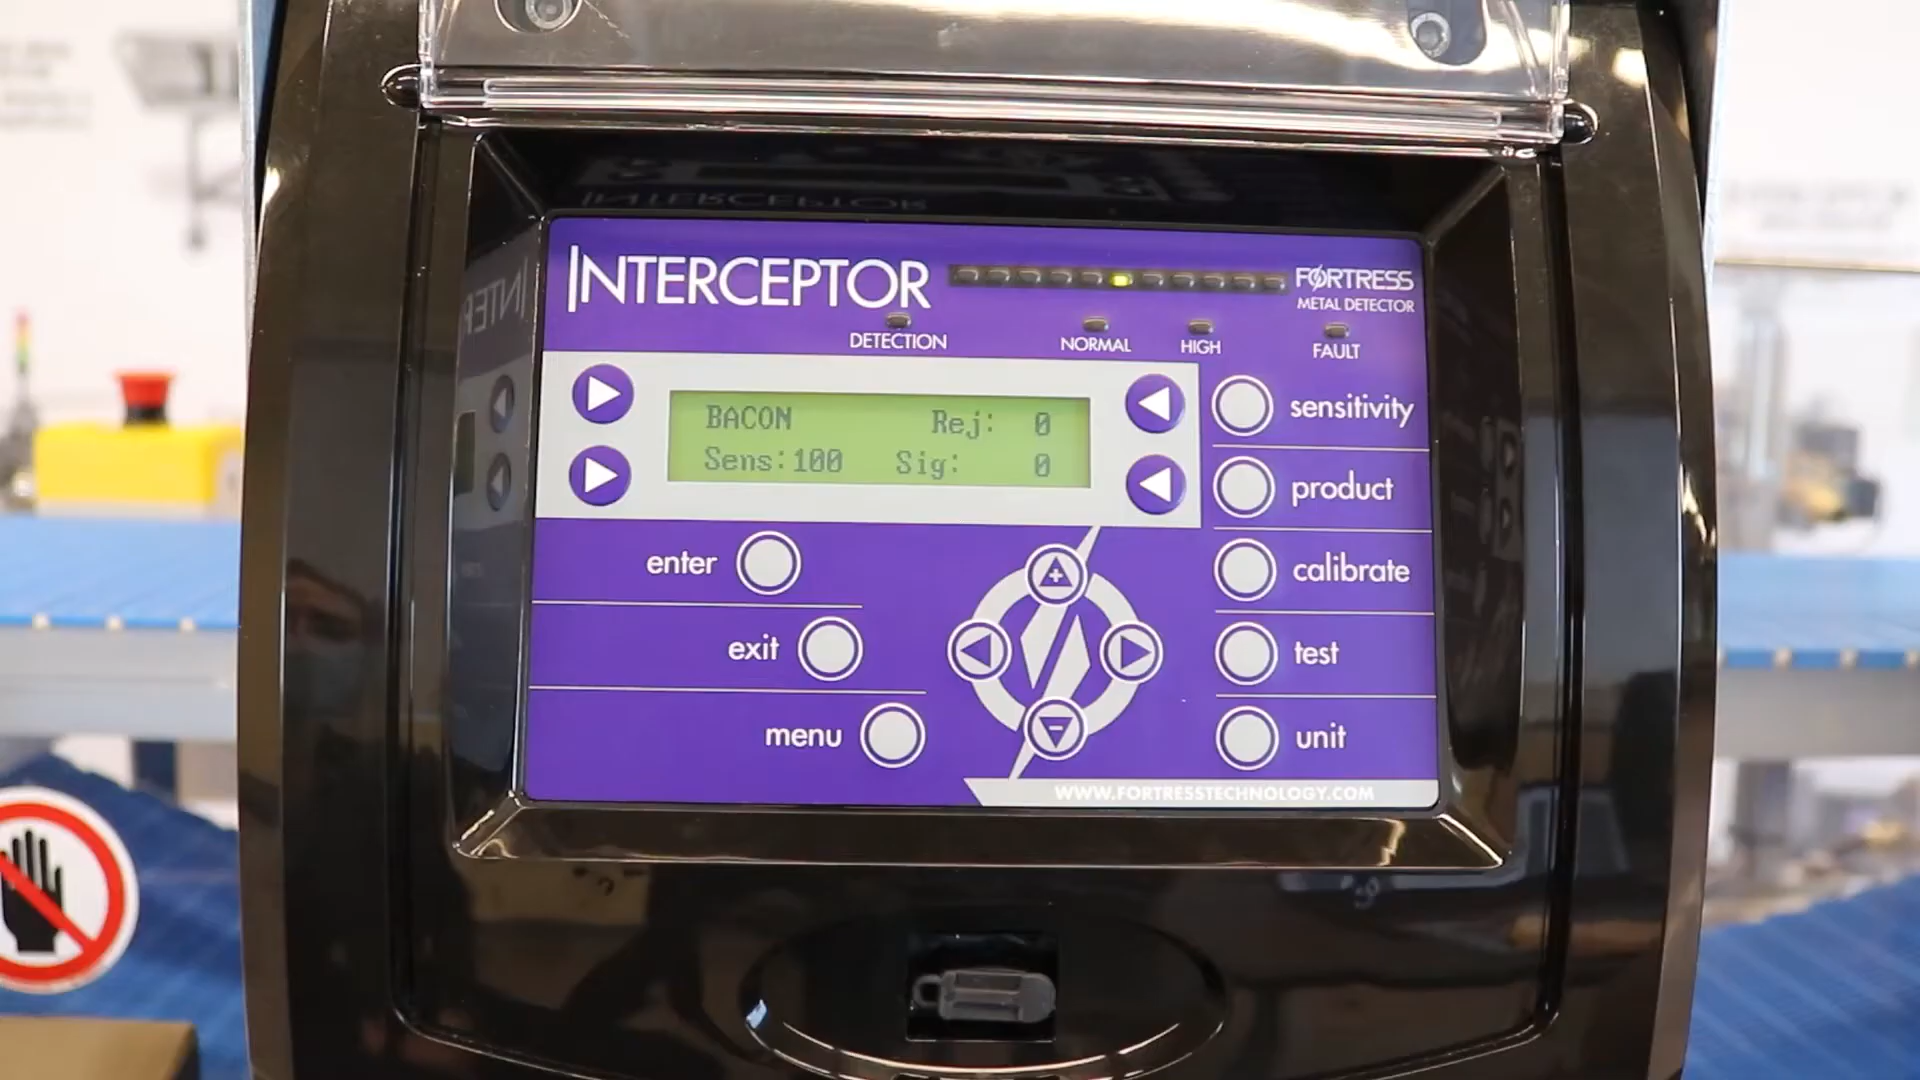 INTERCEPTOR
FORTRESS
METAL DETECTOR
DETECTION
NORMAL
HIGH
FAULT
BACON Rej: 0
Sens:100 Sig: 0
sensitivity
product
calibrate
test
unit
enter
exit
menu
+
-
WWW.FORTRESSTECHNOLOGY.COM